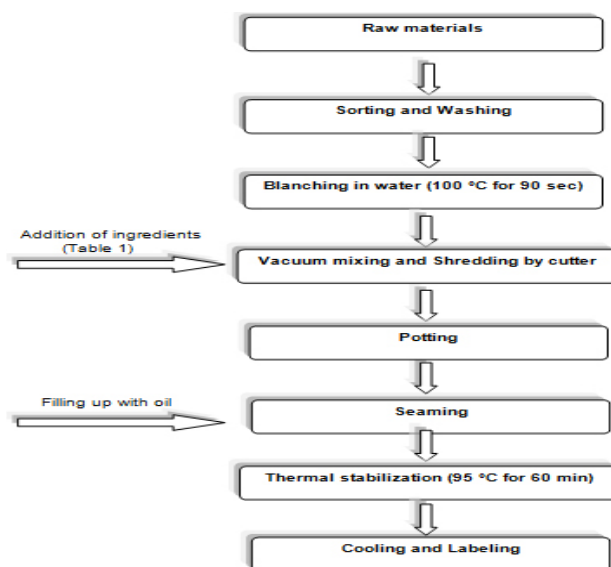 Raw materials
Sorting and Washing
Blanching in water (100 ºC for 90 sec)
Addition of ingredients
(Table 1)
Vacuum mixing and Shredding by cutter
Potting
Filling up with oil
Seaming
Thermal stabilization (95 ºC for 60 min)
Cooling and Labeling